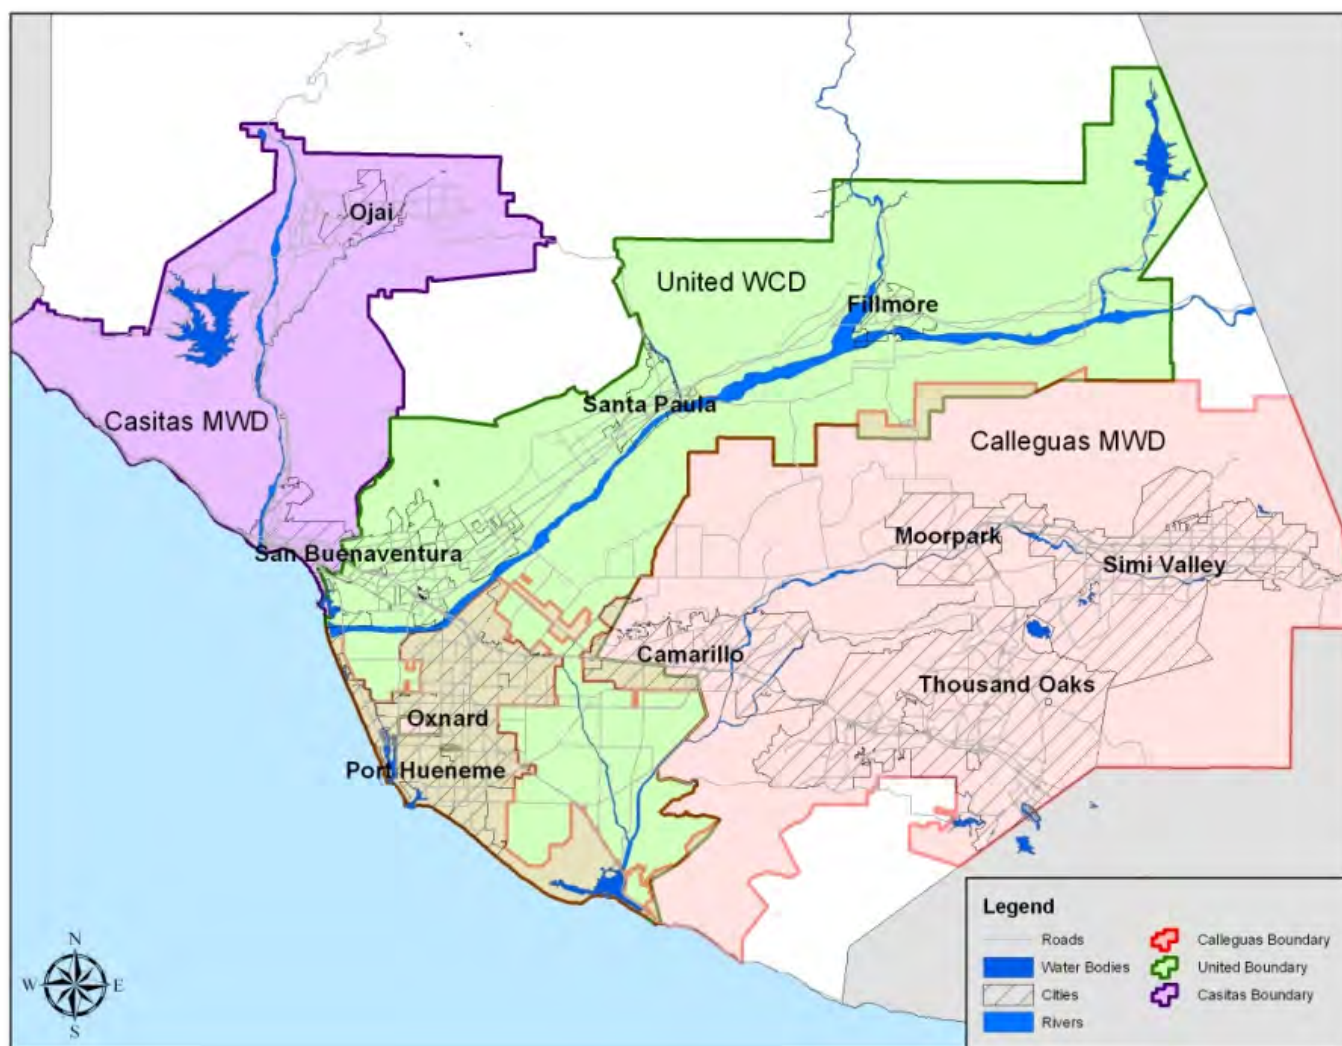 Ojai
United WCD
Fillmore
Santa Paula
Casitas MWD
Calleguas MWD
Moorpark
San Buenaventura
Simi Valley
Camarillo
Thousand Oaks
Oxnard
Port Hueneme
N
W E
S
Legend
Roads
Water Bodies
Cities
Rivers
Calleguas Boundary
United Boundary
Casitas Boundary